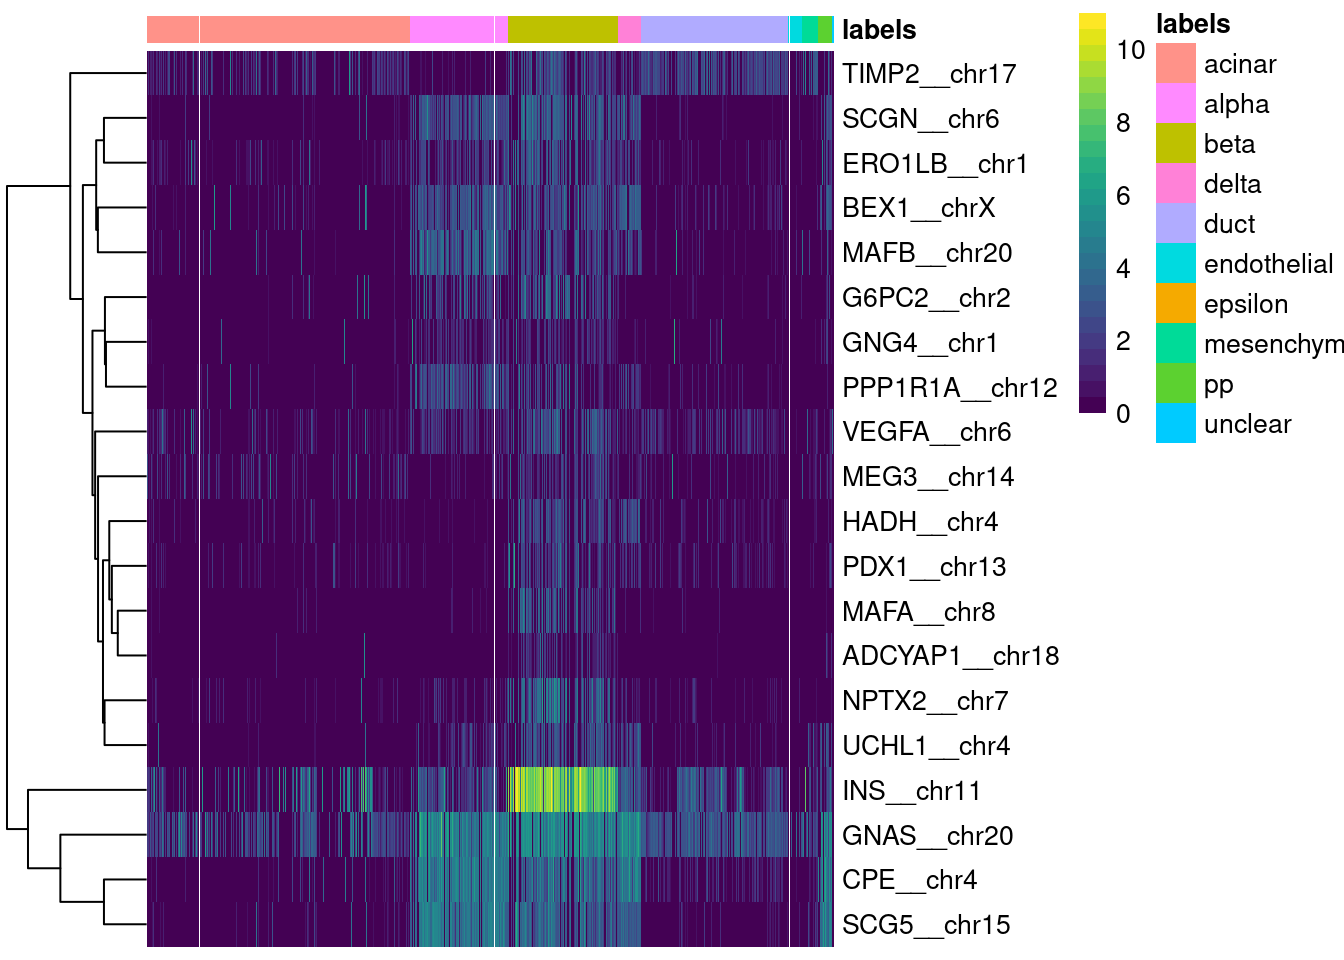 labels
TIMP2__chr17
SCGN__chr6
ERO1LB__chr1
BEX1__chrX
MAFB__chr20
G6PC2__chr2
GNG4__chr1
PPP1R1A__chr12
VEGFA__chr6
MEG3__chr14
HADH__chr4
PDX1__chr13
MAFA__chr8
ADCYAP1__chr18
NPTX2__chr7
UCHL1__chr4
INS__chr11
GNAS__chr20
CPE__chr4
SCG5__chr15
10
8
6
4
2
0
labels
acinar
alpha
beta
delta
duct
endothelial
epsilon
mesenchym
pp
unclear